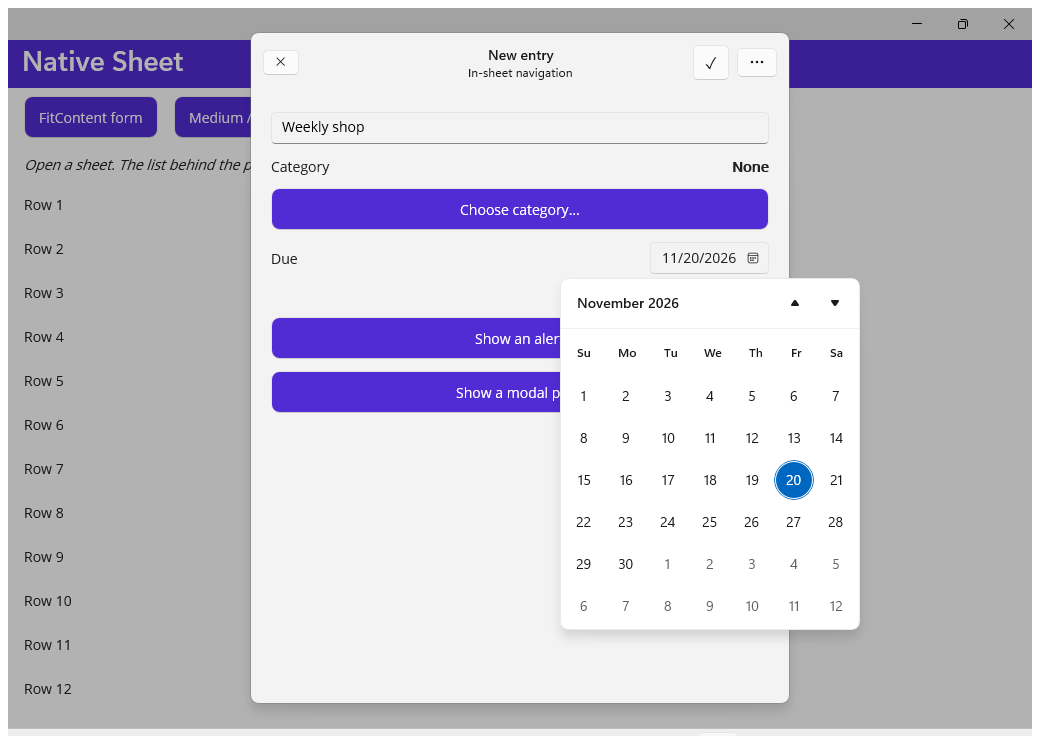 Native Sheet
New entry
In-sheet navigation
FitContent form
Medium /
Open a sheet. The list behind the p
Weekly shop
Category None
Choose category...
Due 11/20/2026
Show an aler
Show a modal p
November 2026
Su Mo Tu We Th Fr Sa
1 2 3 4 5 6 7
8 9 10 11 12 13 14
15 16 17 18 19 20 21
22 23 24 25 26 27 28
29 30 1 2 3 4 5
6 7 8 9 10 11 12
Row 1
Row 2
Row 3
Row 4
Row 5
Row 6
Row 7
Row 8
Row 9
Row 10
Row 11
Row 12